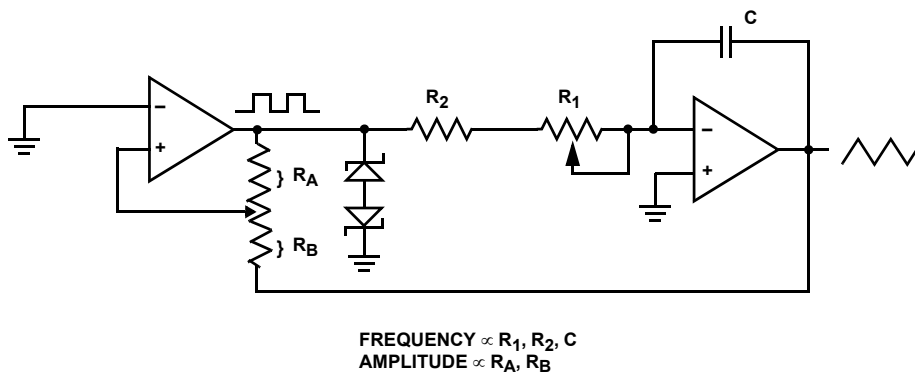 C
R2
R1
−
+
} RA
} RB
−
+
FREQUENCY ∝ R1, R2, C
AMPLITUDE ∝ RA, RB